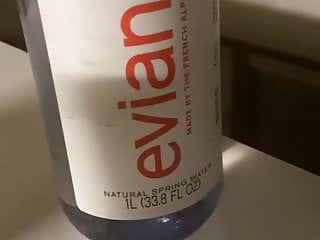 evian
MADE BY THE FRENCH ALP
NATURAL SPRING WATER
1L (33.8 FL OZ)